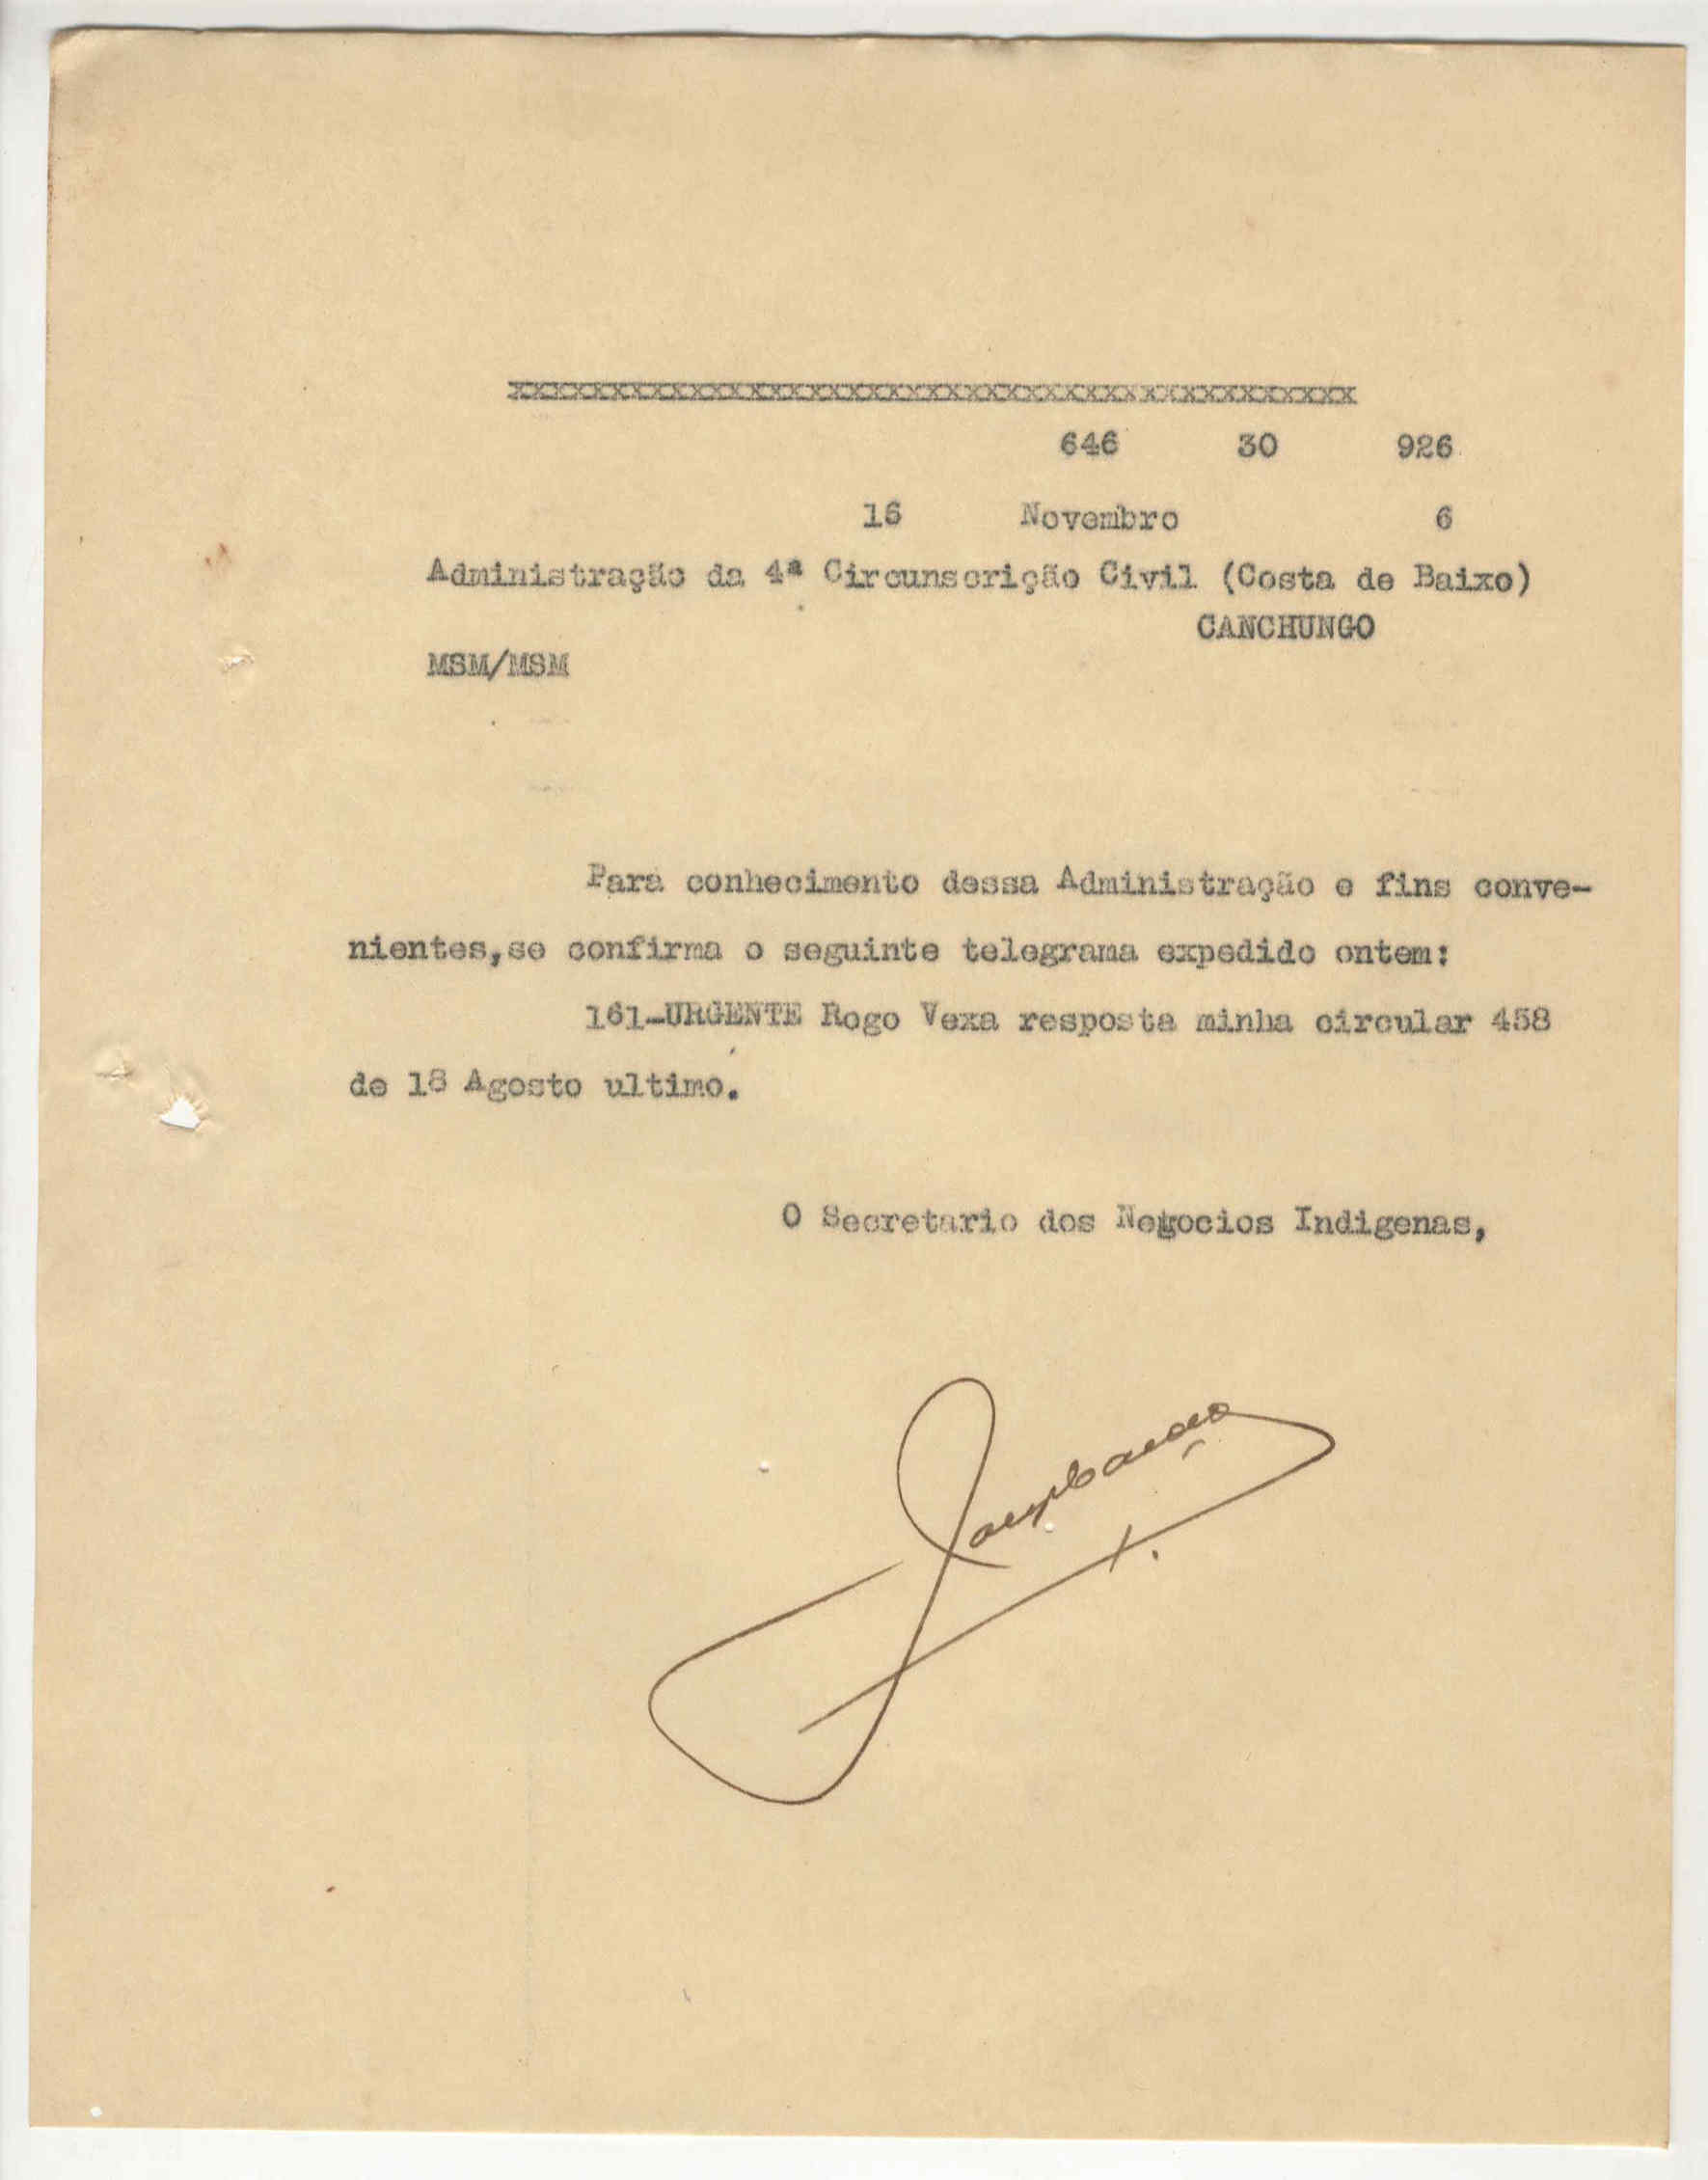 xxxxxxxxxxxxxxxxxxxxxxxxxxxxxxxxxxxxxxxxxxx
646 30 926
16 Novembro 6
Administração da 4ª Circunscrição Civil (Costa de Baixo)
CANCHUNGO
MSM/MSM
Para conhecimento dessa Administração e fins conve-
nientes,se confirma o seguinte telegrama expedido ontem:
161-URGENTE Rogo Vexa resposta minha circular 458
de 18 Agosto ultimo.
O Secretario dos Negocios Indigenas,